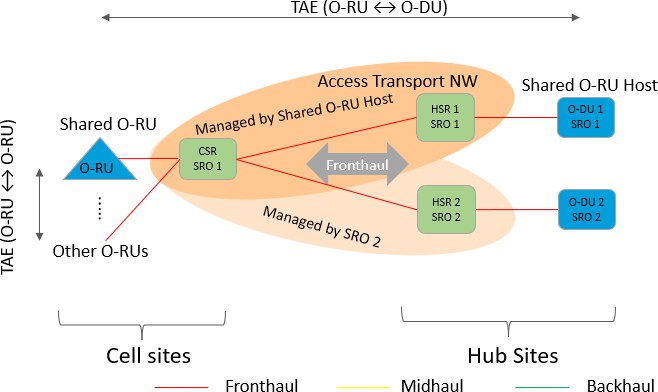 TAE (O-RU ↔ O-DU)
Access Transport NW
Shared O-RU Host
Managed by Shared O-RU Host
HSR 1
SRO 1
O-DU 1
SRO 1
Shared O-RU
CSR
SRO 1
O-RU
Fronthaul
TAE (O-RU ↔ O-RU)
HSR 2
SRO 2
O-DU 2
SRO 2
Managed by SRO 2
Other O-RUs
Cell sites
Hub Sites
Fronthaul
Midhaul
Backhaul